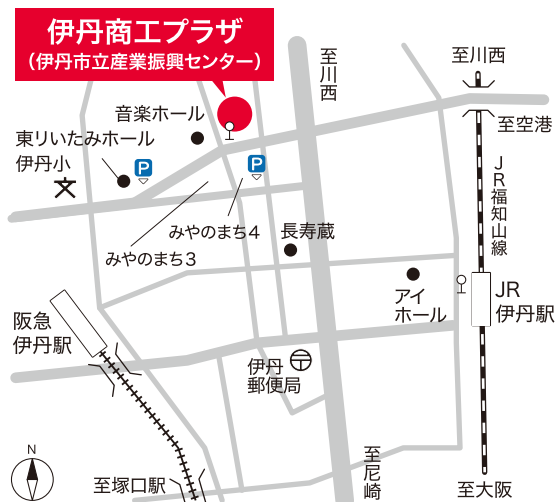 伊丹商工プラザ
（伊丹市立産業振興センター）
至川西
至川西
音楽ホール
至空港
東リいたみホール
P
P
伊丹小
文
JR福知山線
みやのまち4
長寿蔵
みやのまち3
アイ
ホール
JR
伊丹駅
阪急
伊丹駅
伊丹
郵便局
N
至塚口駅
至尼崎
至大阪